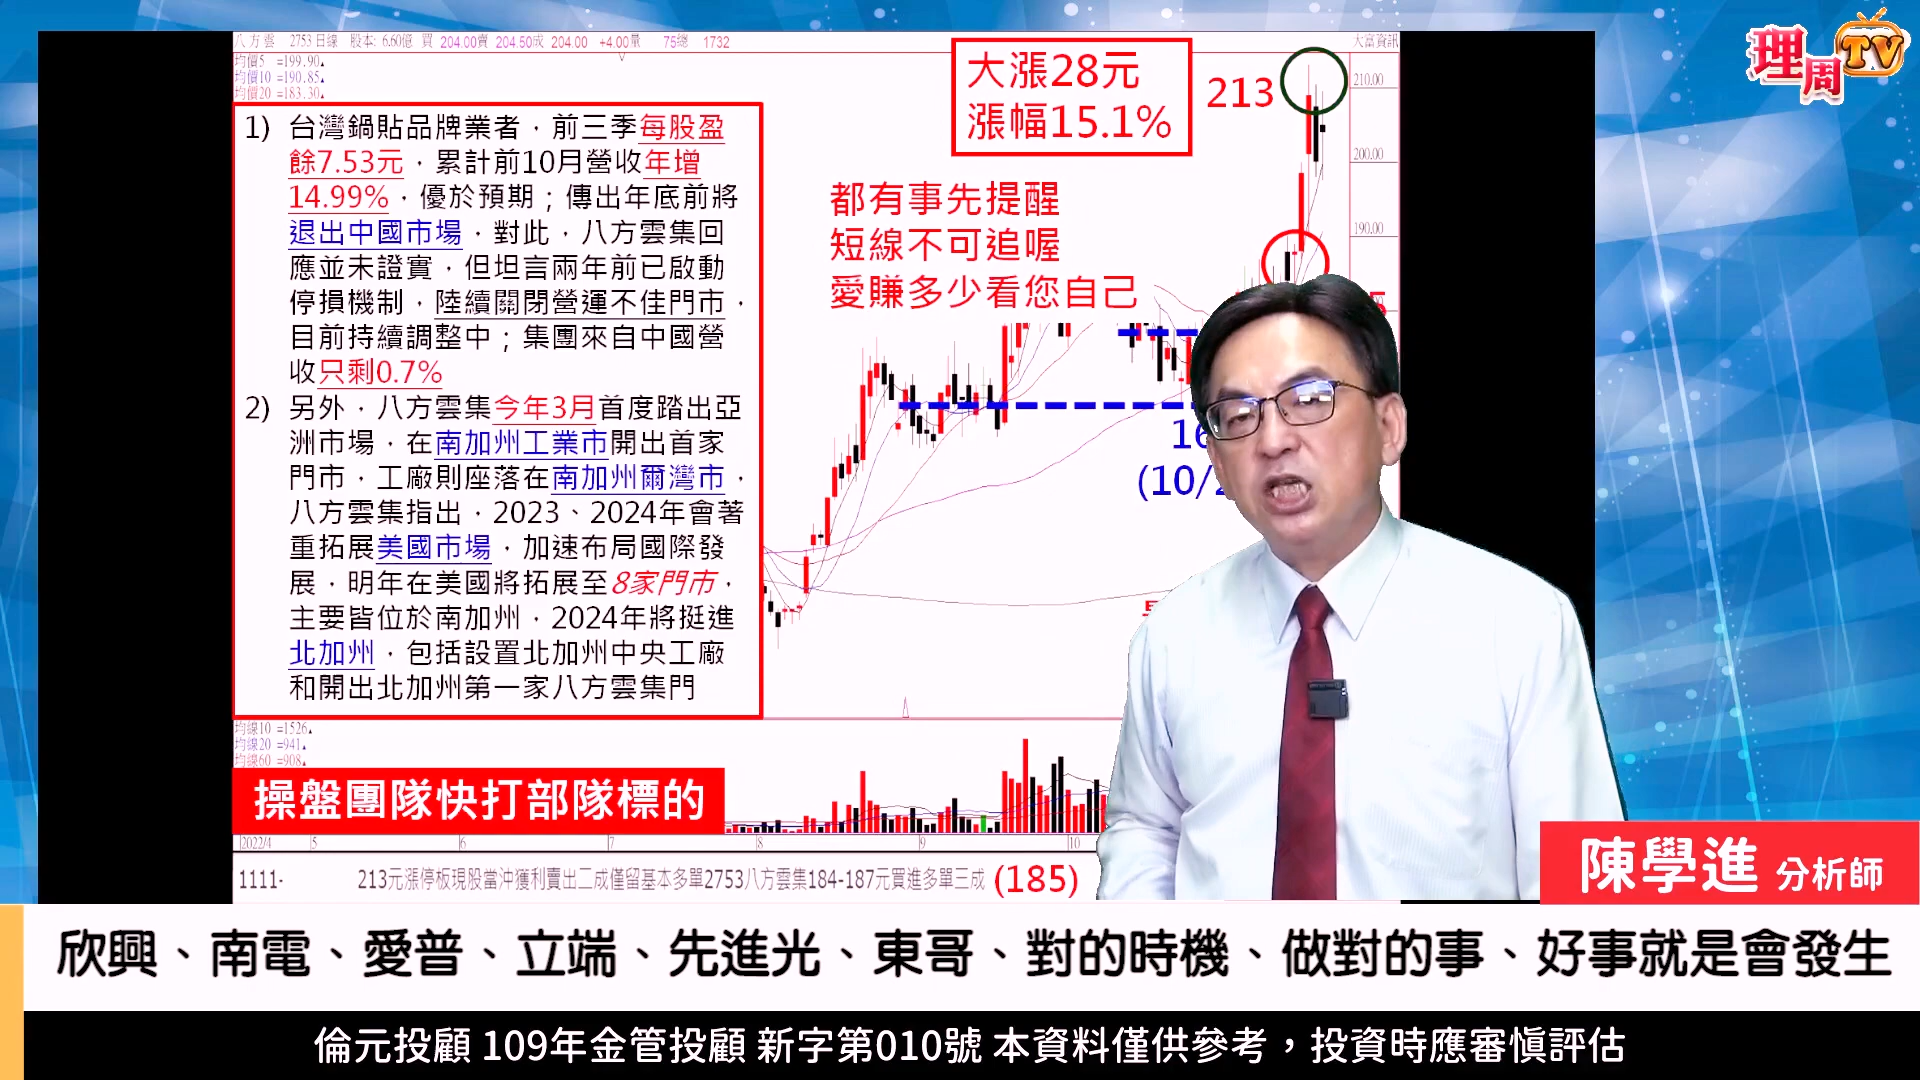 八方雲 2753日線 股本: 6.60億 買 204.00賣 204.50成 204.00 +4.00量 75總 1732
大富資訊
均價5 =199.90▲
均價10 =190.85▲
均價20 =183.30▲
理周TV
大漲28元
漲幅15.1%
213
210.00
200.00
190.00
都有事先提醒
短線不可追喔
愛賺多少看您自己
1) 台灣鍋貼品牌業者，前三季每股盈
餘7.53元，累計前10月營收年增
14.99%，優於預期；傳出年底前將
退出中國市場，對此，八方雲集回
應並未證實，但坦言兩年前已啟動
停損機制，陸續關閉營運不佳門市，
目前持續調整中；集團來自中國營
收只剩0.7%
2) 另外，八方雲集今年3月首度踏出亞
洲市場，在南加州工業市開出首家
門市，工廠則座落在南加州爾灣市，
八方雲集指出，2023、2024年會著
重拓展美國市場，加速布局國際發
展，明年在美國將拓展至8家門市，
主要皆位於南加州，2024年將挺進
北加州，包括設置北加州中央工廠
和開出北加州第一家八方雲集門
16
(10/2
均線10 =1526▲
均線20 =941▲
均線60 =908▲
操盤團隊快打部隊標的
2022/4 5 6 7 8 9 10
1111- 213元漲停板現股當沖獲利賣出二成僅留基本多單2753八方雲集184-187元買進多單三成 (185)
陳學進 分析師
欣興、南電、愛普、立端、先進光、東哥、對的時機、做對的事、好事就是會發生
倫元投顧 109年金管投顧 新字第010號 本資料僅供參考，投資時應審慎評估